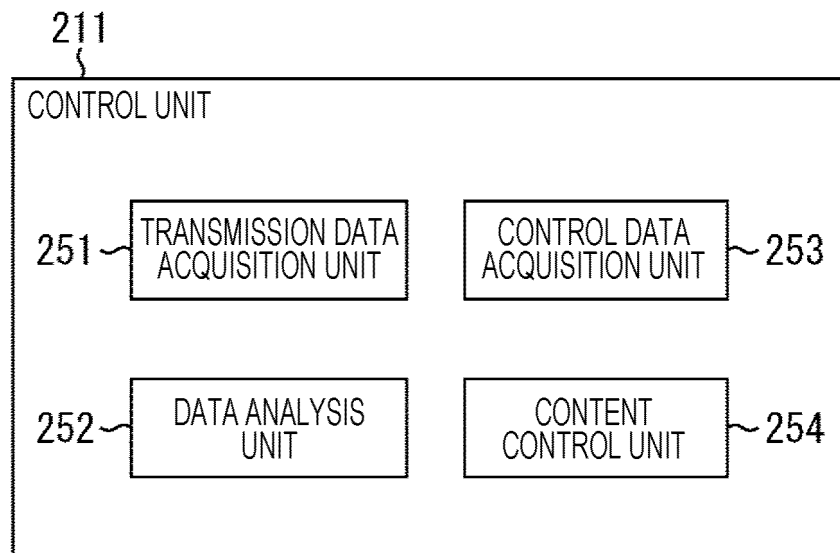 211
CONTROL UNIT
251
TRANSMISSION DATA
ACQUISITION UNIT
CONTROL DATA
ACQUISITION UNIT
253
252
DATA ANALYSIS
UNIT
CONTENT
CONTROL UNIT
254